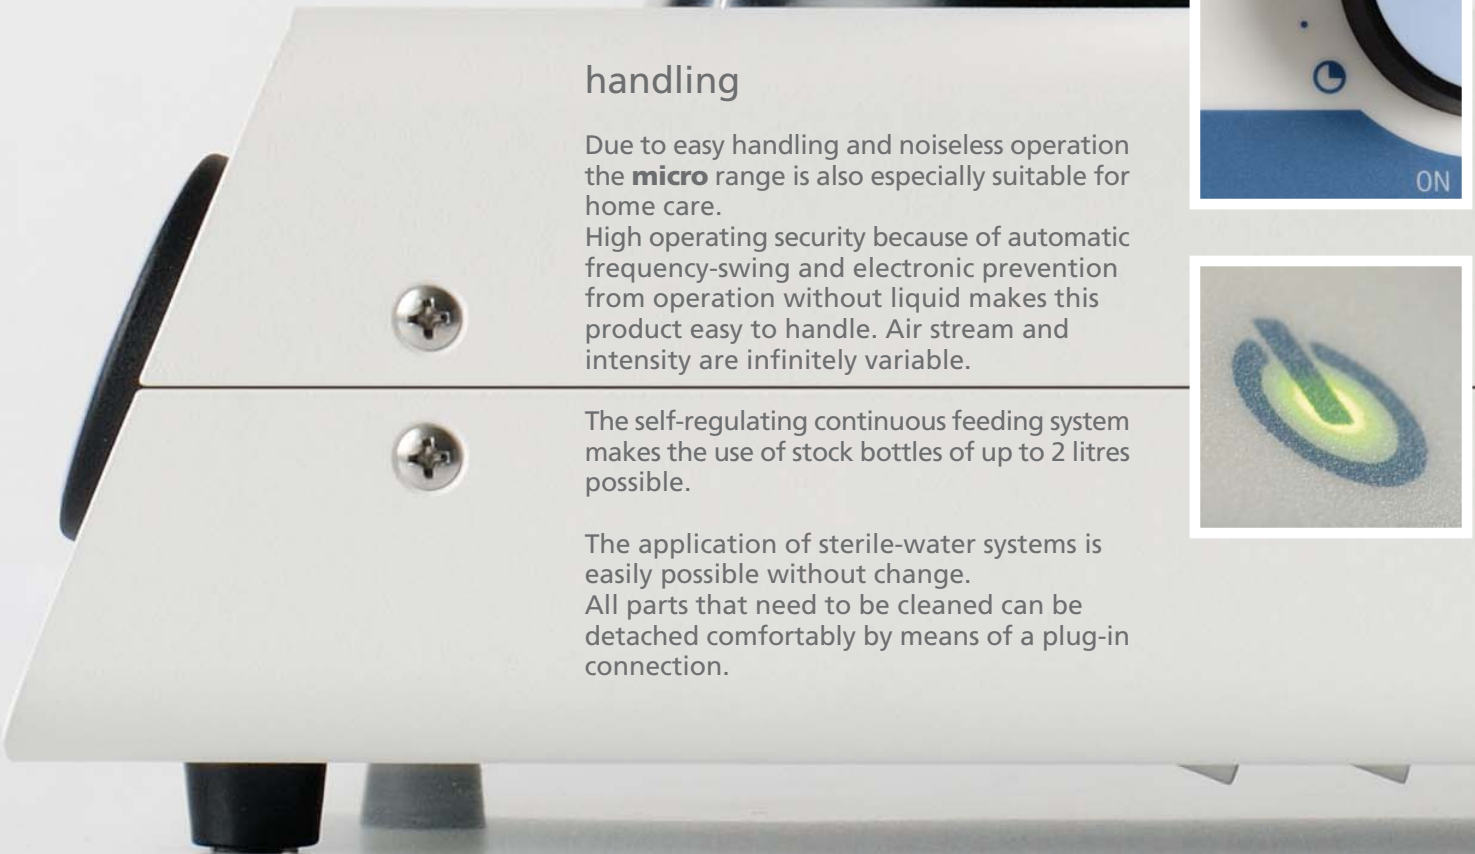 handling
Due to easy handling and noiseless operation
the micro range is also especially suitable for
home care.
High operating security because of automatic
frequency-swing and electronic prevention
from operation without liquid makes this
product easy to handle. Air stream and
intensity are infinitely variable.
The self-regulating continuous feeding system
makes the use of stock bottles of up to 2 litres
possible.
The application of sterile-water systems is
easily possible without change.
All parts that need to be cleaned can be
detached comfortably by means of a plug-in
connection.
ON